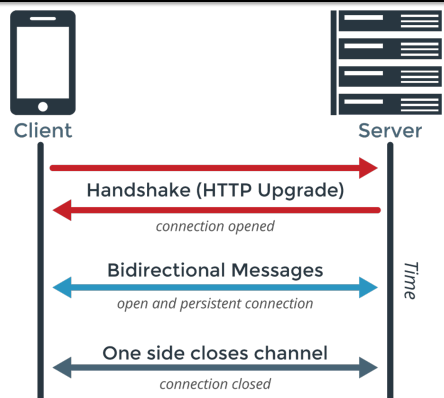 Client
Server
Handshake (HTTP Upgrade)
connection opened
Bidirectional Messages
open and persistent connection
Time
One side closes channel
connection closed